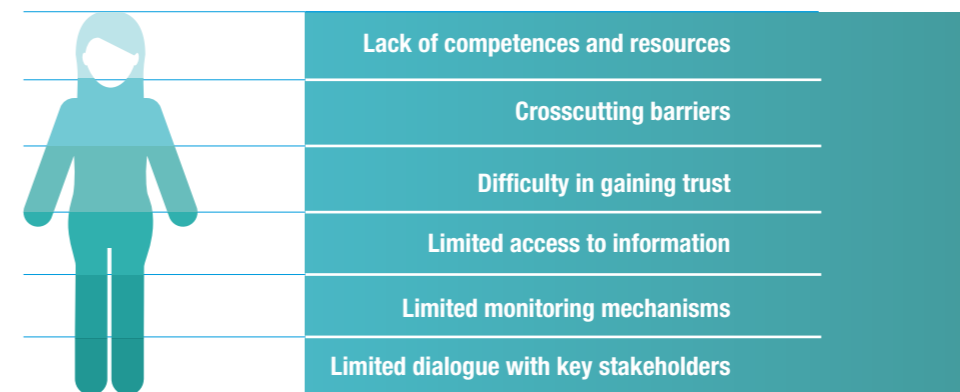 Lack of competences and resources
Crosscutting barriers
Difficulty in gaining trust
Limited access to information
Limited monitoring mechanisms
Limited dialogue with key stakeholders